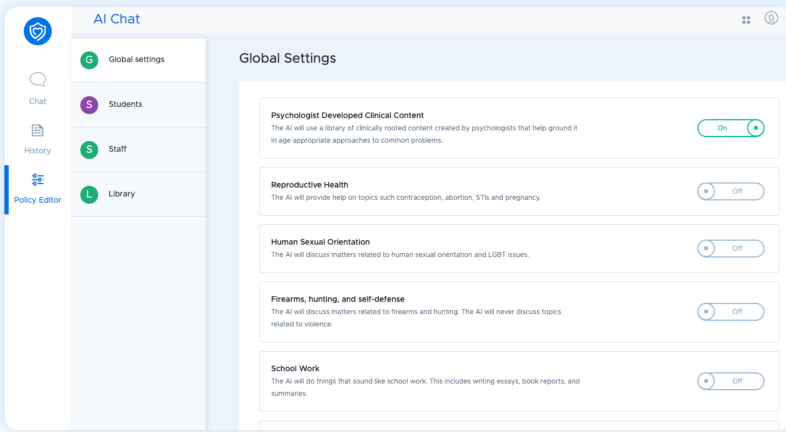 AI Chat
Chat
History
Policy Editor
G Global settings
S Students
S Staff
L Library
Global Settings
Psychologist Developed Clinical Content
The AI will use a library of clinically rooted content created by psychologists that help ground it
in age appropriate approaches to common problems.
On
Reproductive Health
The AI will provide help on topics such contraception, abortion, STIs and pregnancy.
Off
Human Sexual Orientation
The AI will discuss matters related to human sexual orientation and LGBT issues.
Off
Firearms, hunting, and self-defense
The AI will discuss matters related to firearms and hunting. The AI will never discuss topics
related to violence.
Off
School Work
The AI will do things that sound like school work. This includes writing essays, book reports, and
summaries.
Off